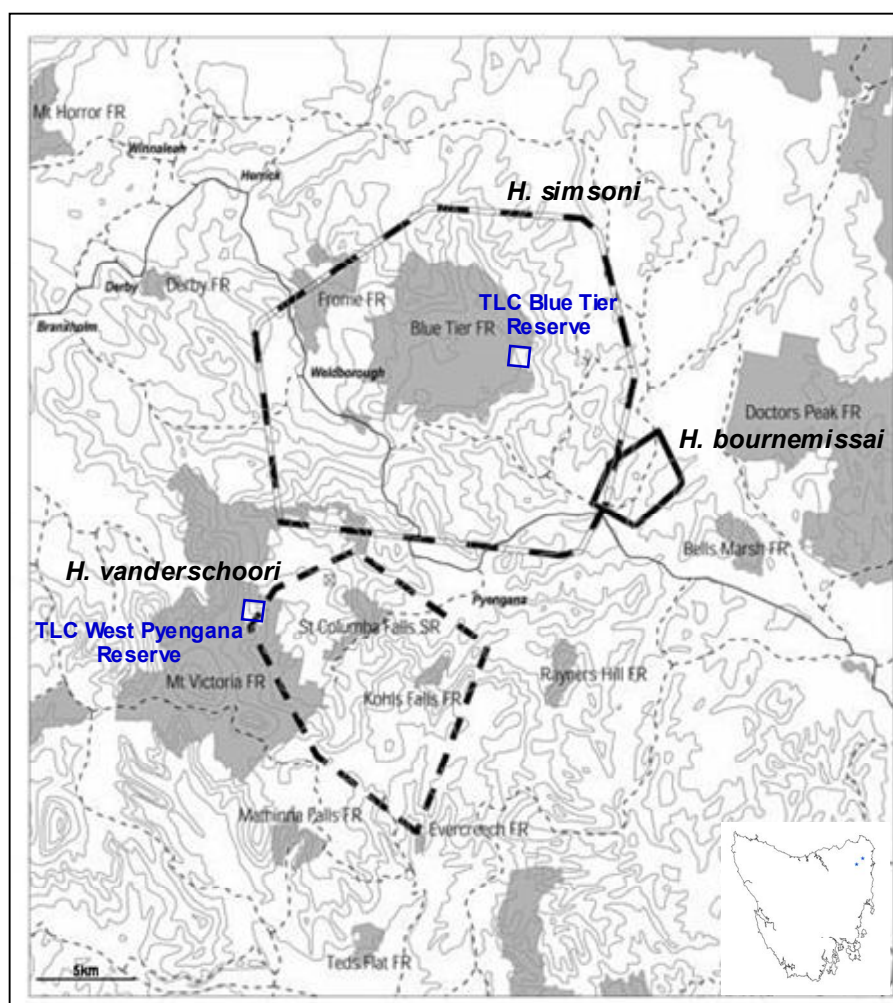 Mt Horror FR
Winnaleah
Herrick
H. simsoni
Derby
Derby FR
Frome FR
TLC Blue Tier
Reserve
Blue Tier FR
Branxholm
Weldborough
Doctors Peak FR
H. bournemissai
Bells Marsh FR
H. vanderschoori
Pyengana
TLC West Pyengana
Reserve
St Columba Falls SR
Mt Victoria FR
Kohls Falls FR
Rayners Hill FR
Mathinna Falls FR
Evercreech FR
Teds Flat FR
5km